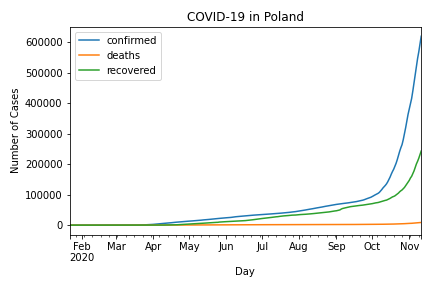 COVID-19 in Poland
confirmed
deaths
recovered
Number of Cases
600000
500000
400000
300000
200000
100000
0
Feb Mar Apr May Jun Jul Aug Sep Oct Nov
2020
Day